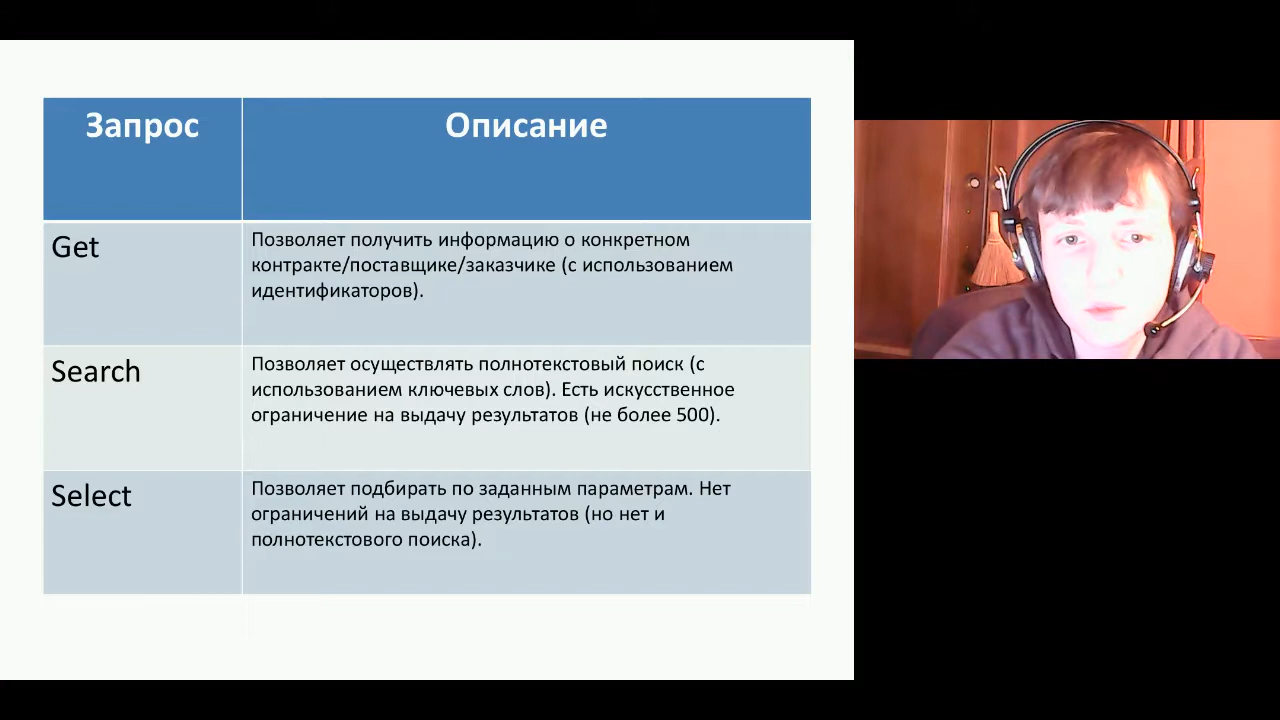 Запрос
Описание
Get
Позволяет получить информацию о конкретном
контракте/поставщике/заказчике (с использованием
идентификаторов).
Search
Позволяет осуществлять полнотекстовый поиск (с
использованием ключевых слов). Есть искусственное
ограничение на выдачу результатов (не более 500).
Select
Позволяет подбирать по заданным параметрам. Нет
ограничений на выдачу результатов (но нет и
полнотекстового поиска).